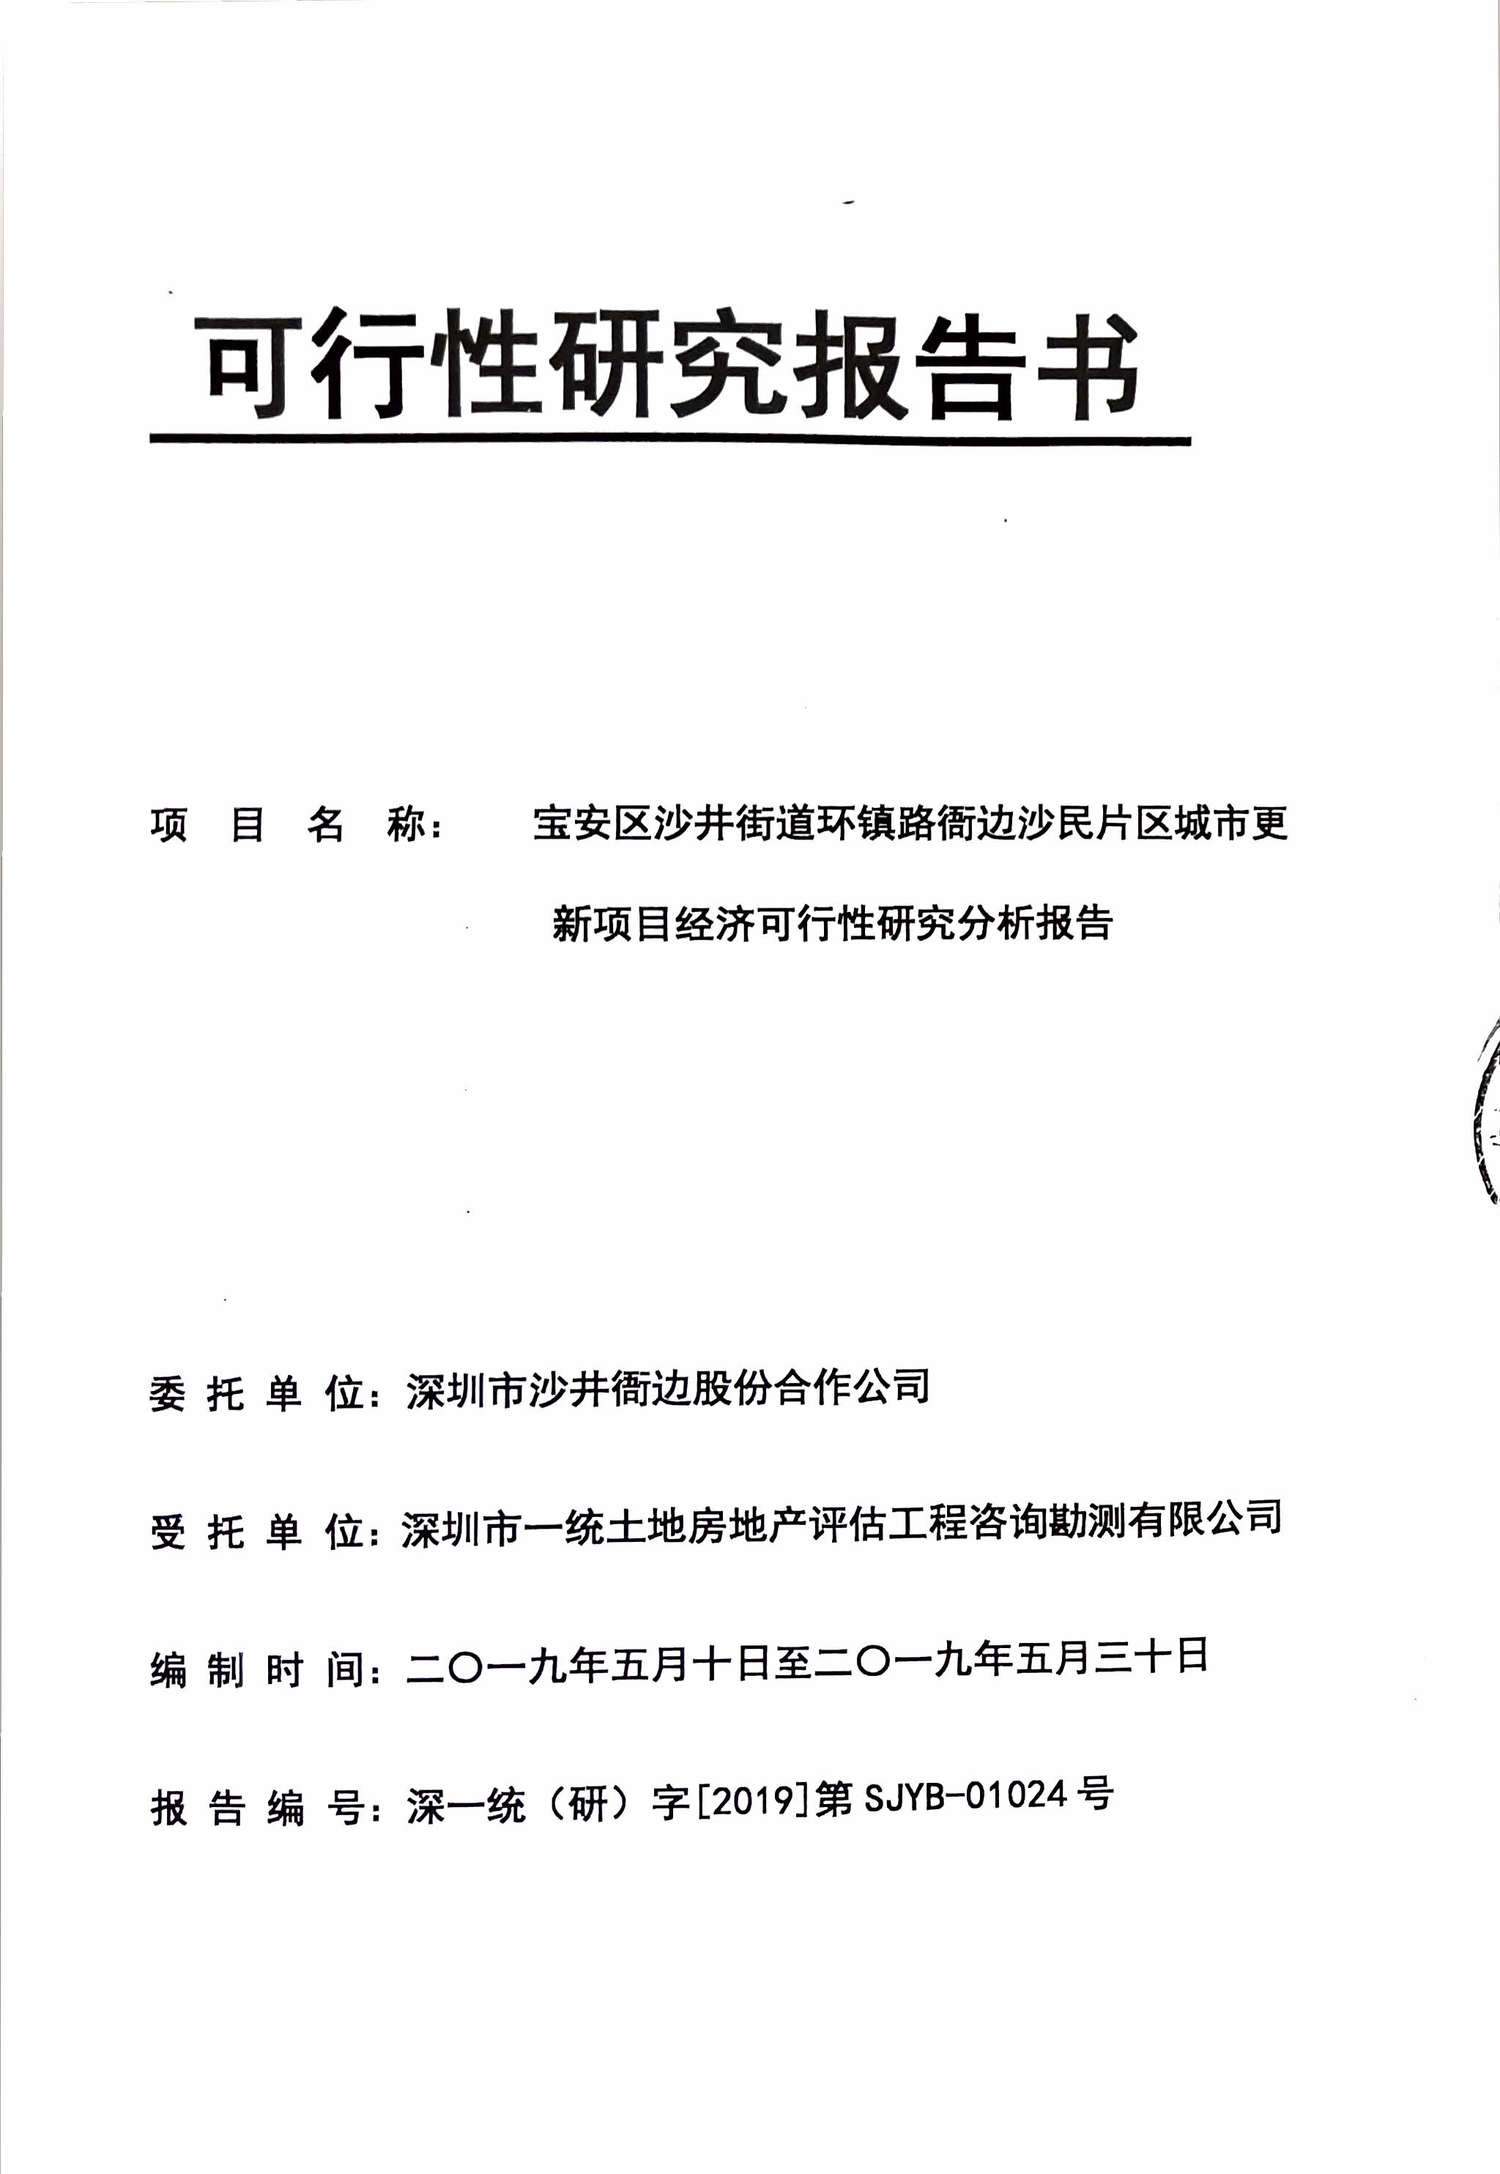 可行性研究报告书
项目名称： 宝安区沙井街道环镇路衙边沙民片区城市更
新项目经济可行性研究分析报告
委托单位：深圳市沙井衙边股份合作公司
受托单位：深圳市一统土地房地产评估工程咨询勘测有限公司
编制时间：二〇一九年五月十日至二〇一九年五月三十日
报告编号：深一统（研）字[2019]第 SJYB-01024 号